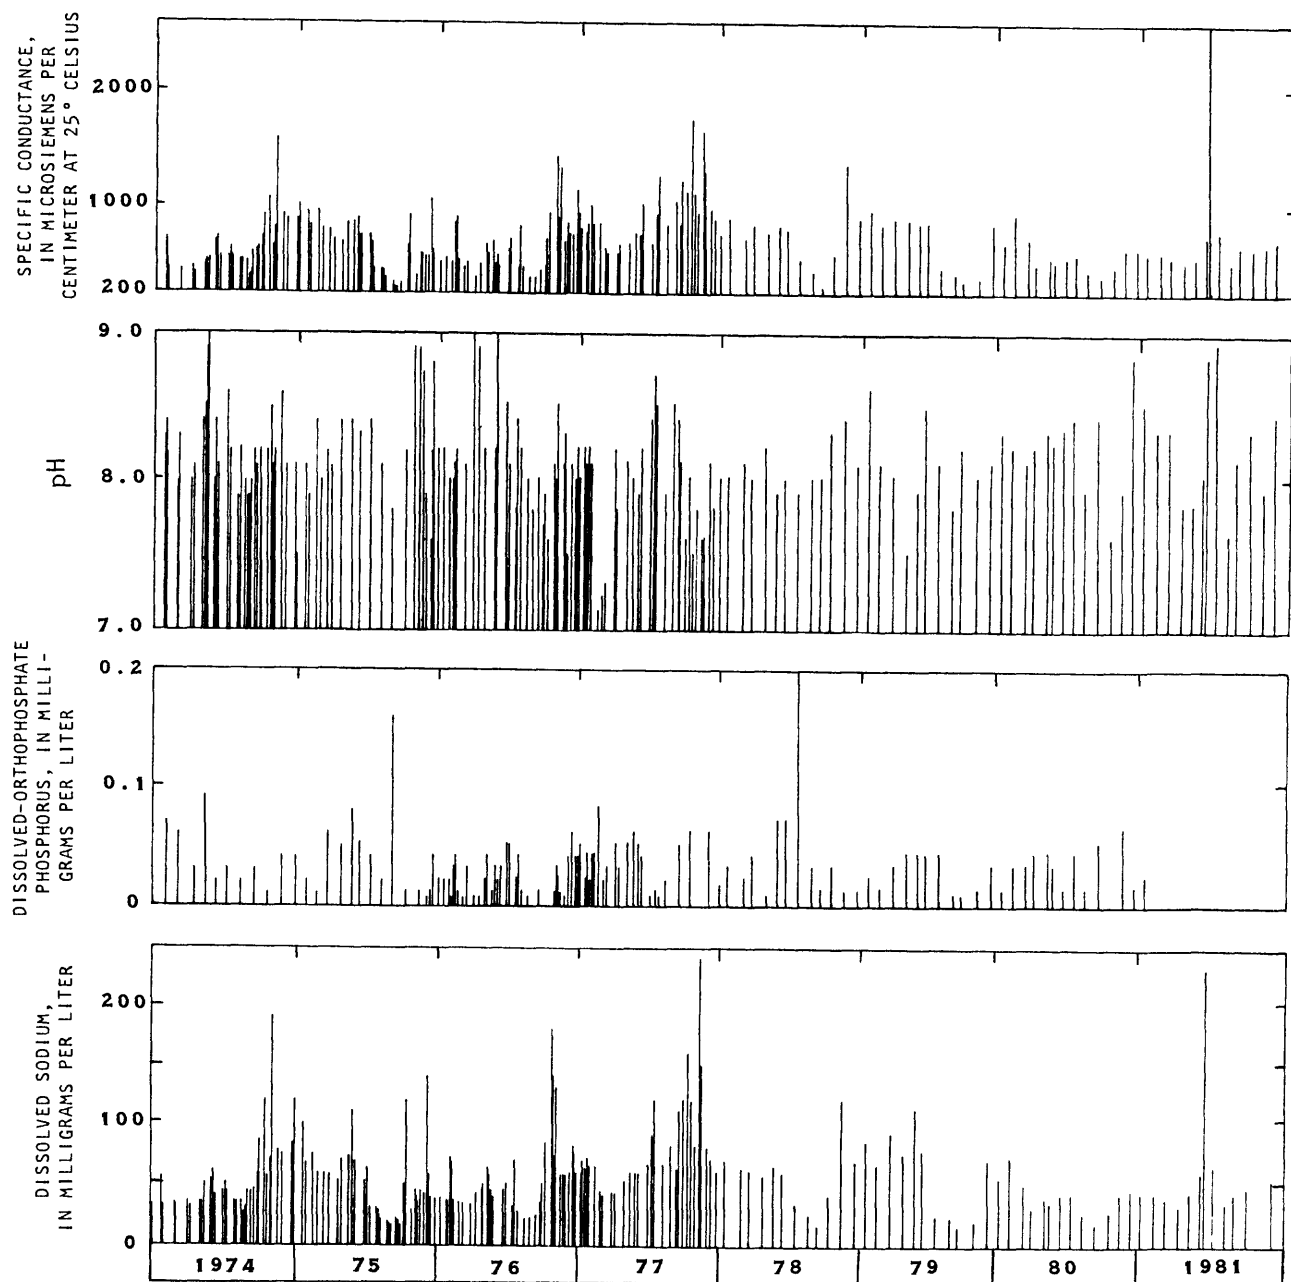 SPECIFIC CONDUCTANCE,
IN MICROSIEMENS PER
CENTIMETER AT 25° CELSIUS
2000
1000
200
pH
9.0
8.0
7.0
DISSOLVED-ORTHOPHOSPHATE
PHOSPHORUS, IN MILLI-
GRAMS PER LITER
0.2
0.1
0
DISSOLVED SODIUM,
IN MILLIGRAMS PER LITER
200
100
0
1974 75 76 77 78 79 80 1981